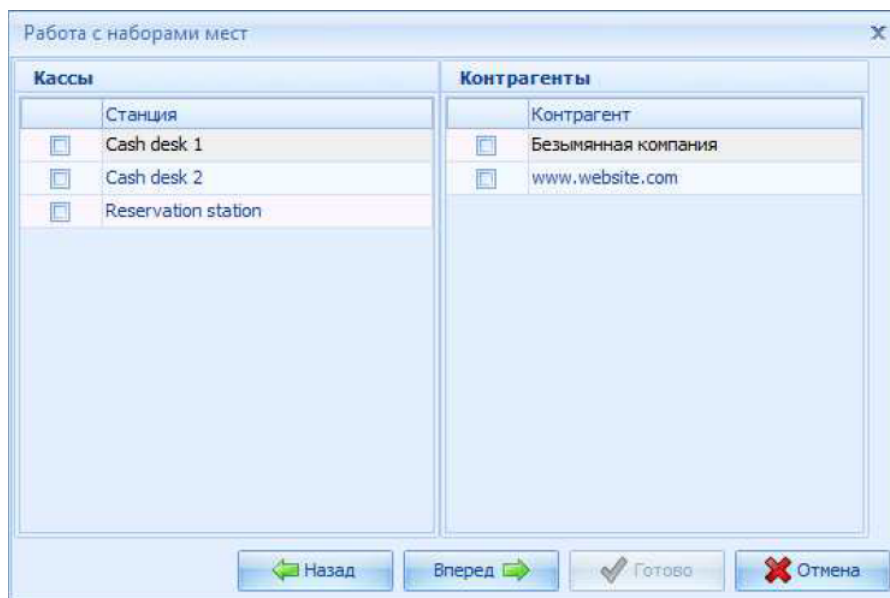 Работа с наборами мест
Кассы
Станция
Cash desk 1
Cash desk 2
Reservation station
Контрагенты
Контрагент
Безымянная компания
www.website.com
Назад
Вперед
Готово
Отмена